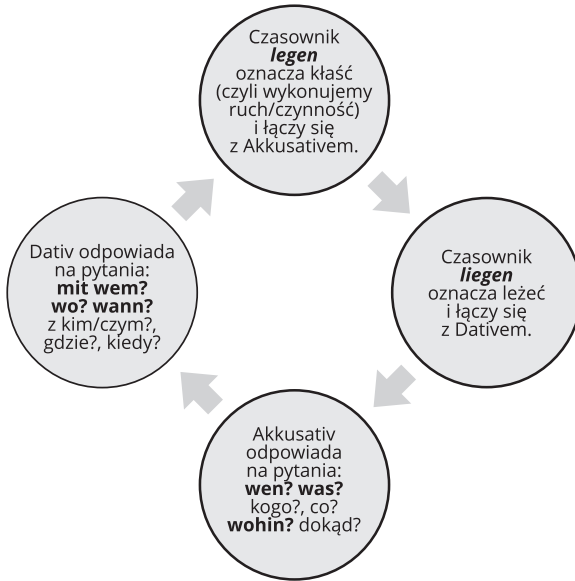 Czasownik
legen
oznacza kłaść
(czyli wykonujemy
ruch/czynność)
i łączy się
z Akkusativem.
Czasownik
liegen
oznacza leżeć
i łączy się
z Dativem.
Akkusativ
odpowiada
na pytania:
wen? was?
kogo?, co?
wohin? dokąd?
Dativ odpowiada
na pytania:
mit wem?
wo? wann?
z kim/czym?,
gdzie?, kiedy?